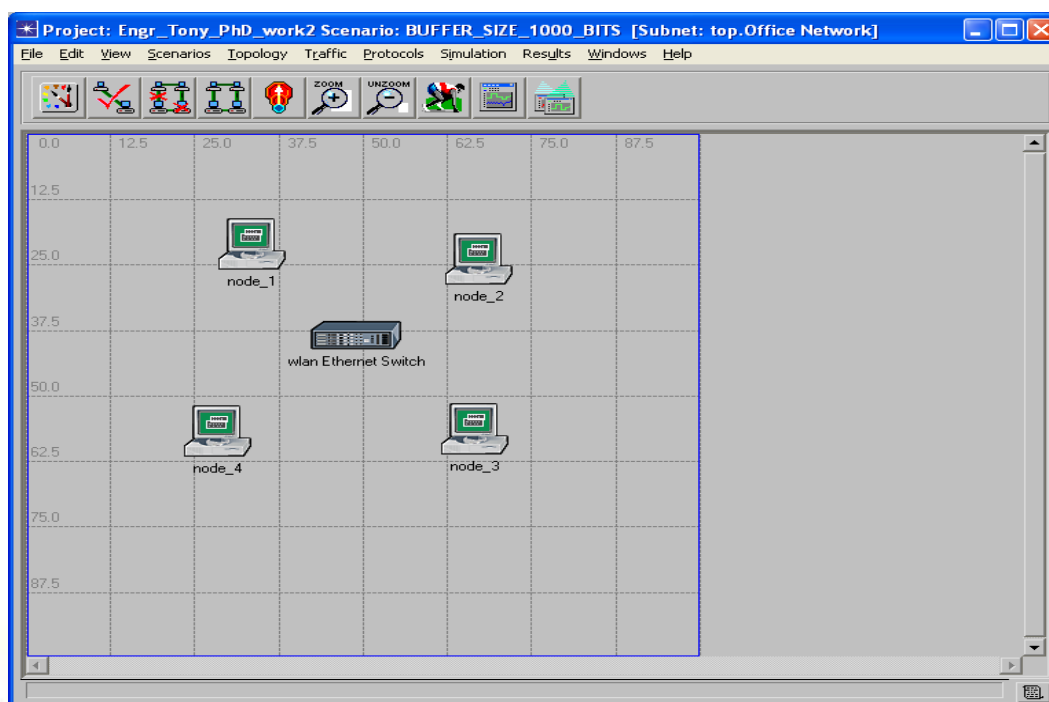 Project: Engr_Tony_PhD_work2 Scenario: BUFFER_SIZE_1000_BITS [Subnet: top.Office Network]
File Edit View Scenarios Topology Traffic Protocols Simulation Results Windows Help
ZOOM UNZOOM
0.0 12.5 25.0 37.5 50.0 62.5 75.0 87.5
12.5
25.0
node_1
node_2
37.5
wlan Ethernet Switch
50.0
62.5
node_4
node_3
75.0
87.5